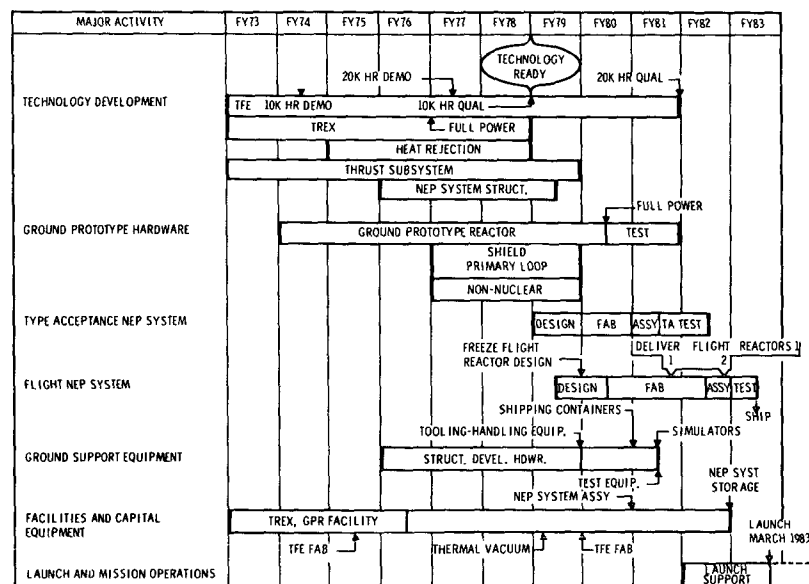 MAJOR ACTIVITY FY73 FY74 FY75 FY76 FY77 FY78 FY79 FY80 FY81 FY82 FY83
TECHNOLOGY READY
20K HR DEMO
20K HR QUAL
TECHNOLOGY DEVELOPMENT
TFE 10K HR DEMO 10K HR QUAL
TREX
FULL POWER
HEAT REJECTION
THRUST SUBSYSTEM
NEP SYSTEM STRUCT.
FULL POWER
GROUND PROTOTYPE HARDWARE
GROUND PROTOTYPE REACTOR TEST
SHIELD
PRIMARY LOOP
NON-NUCLEAR
TYPE ACCEPTANCE NEP SYSTEM
DESIGN FAB ASSY TA TEST
DELIVER FLIGHT REACTORS 1
1 2
FREEZE FLIGHT
REACTOR DESIGN
FLIGHT NEP SYSTEM
DESIGN FAB ASSY TEST
SHIP
SHIPPING CONTAINERS
TOOLING-HANDLING EQUIP.
SIMULATORS
GROUND SUPPORT EQUIPMENT
STRUCT. DEVEL. HDWR.
TEST EQUIP.
NEP SYSTEM ASSY
NEP SYST
STORAGE
FACILITIES AND CAPITAL
EQUIPMENT
TREX, GPR FACILITY
TFE FAB
THERMAL VACUUM
TFE FAB
LAUNCH
MARCH 1983
LAUNCH AND MISSION OPERATIONS
LAUNCH
SUPPORT